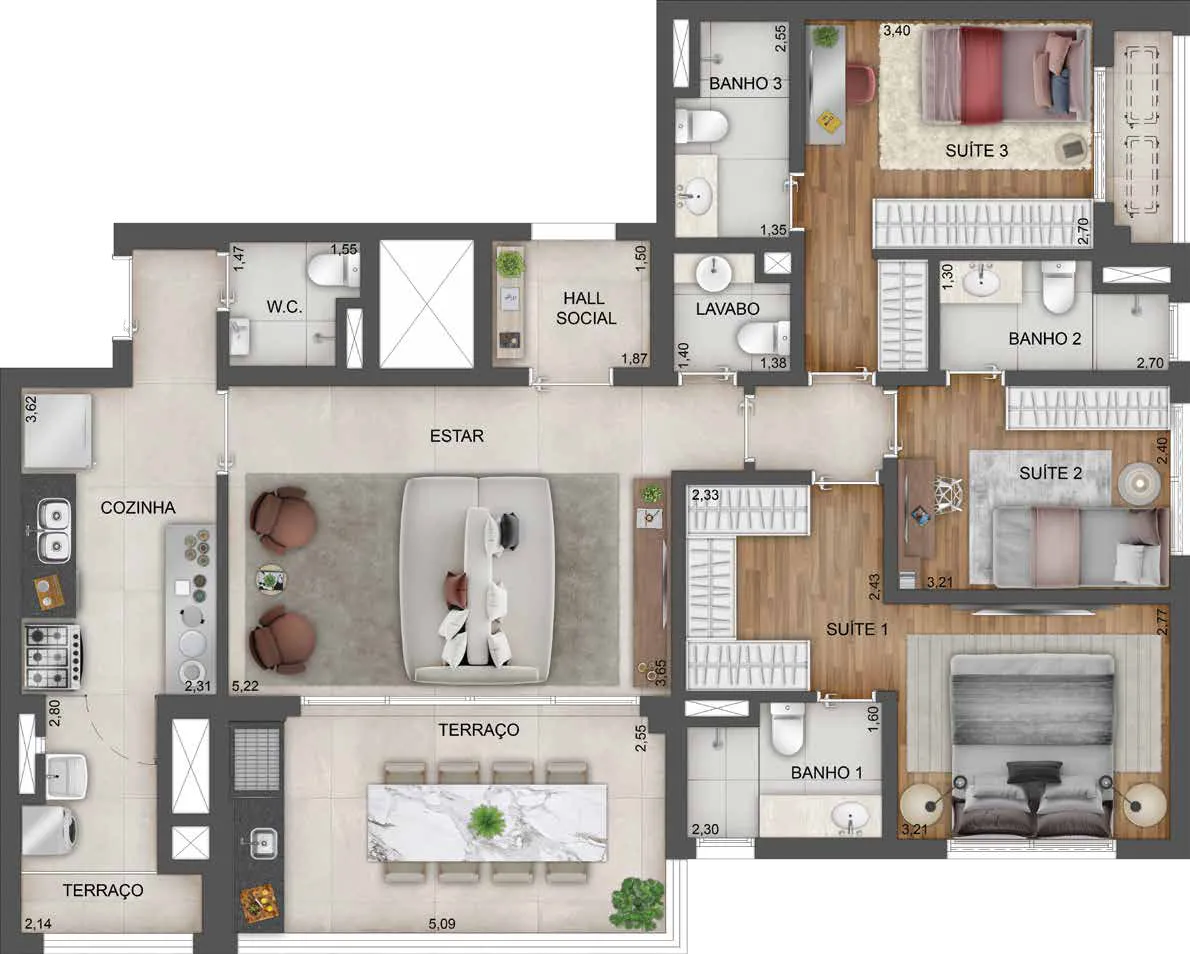 2,55
3,40
BANHO 3
SUÍTE 3
1,35
2,70
1,47
1,55
1,50
W.C.
HALL
SOCIAL
1,87
LAVABO
1,40
1,38
1,30
BANHO 2
2,70
3,62
ESTAR
2,40
COZINHA
2,33
SUÍTE 2
2,43
3,21
SUÍTE 1
2,77
2,31
5,22
3,65
2,80
TERRAÇO
2,55
1,60
BANHO 1
2,30
3,21
TERRAÇO
2,14
5,09